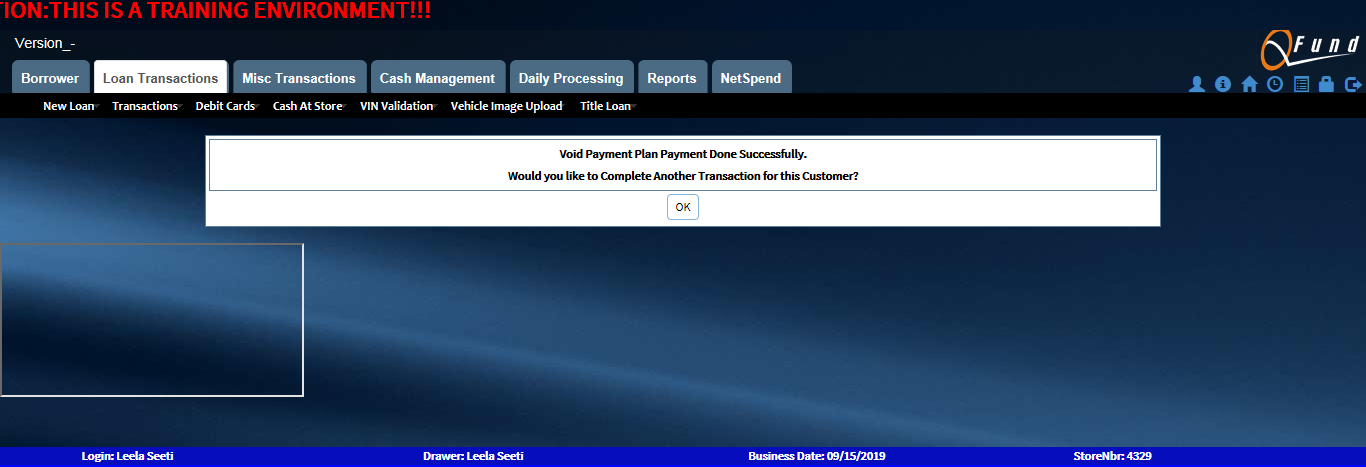 TION:THIS IS A TRAINING ENVIRONMENT!!!
Version_-
Fund
Borrower Loan Transactions Misc Transactions Cash Management Daily Processing Reports NetSpend
New Loan Transactions Debit Cards Cash At Store VIN Validation Vehicle Image Upload Title Loan
Void Payment Plan Payment Done Successfully.
Would you like to Complete Another Transaction for this Customer?
OK
Login: Leela Seeti Drawer: Leela Seeti Business Date: 09/15/2019 StoreNbr: 4329